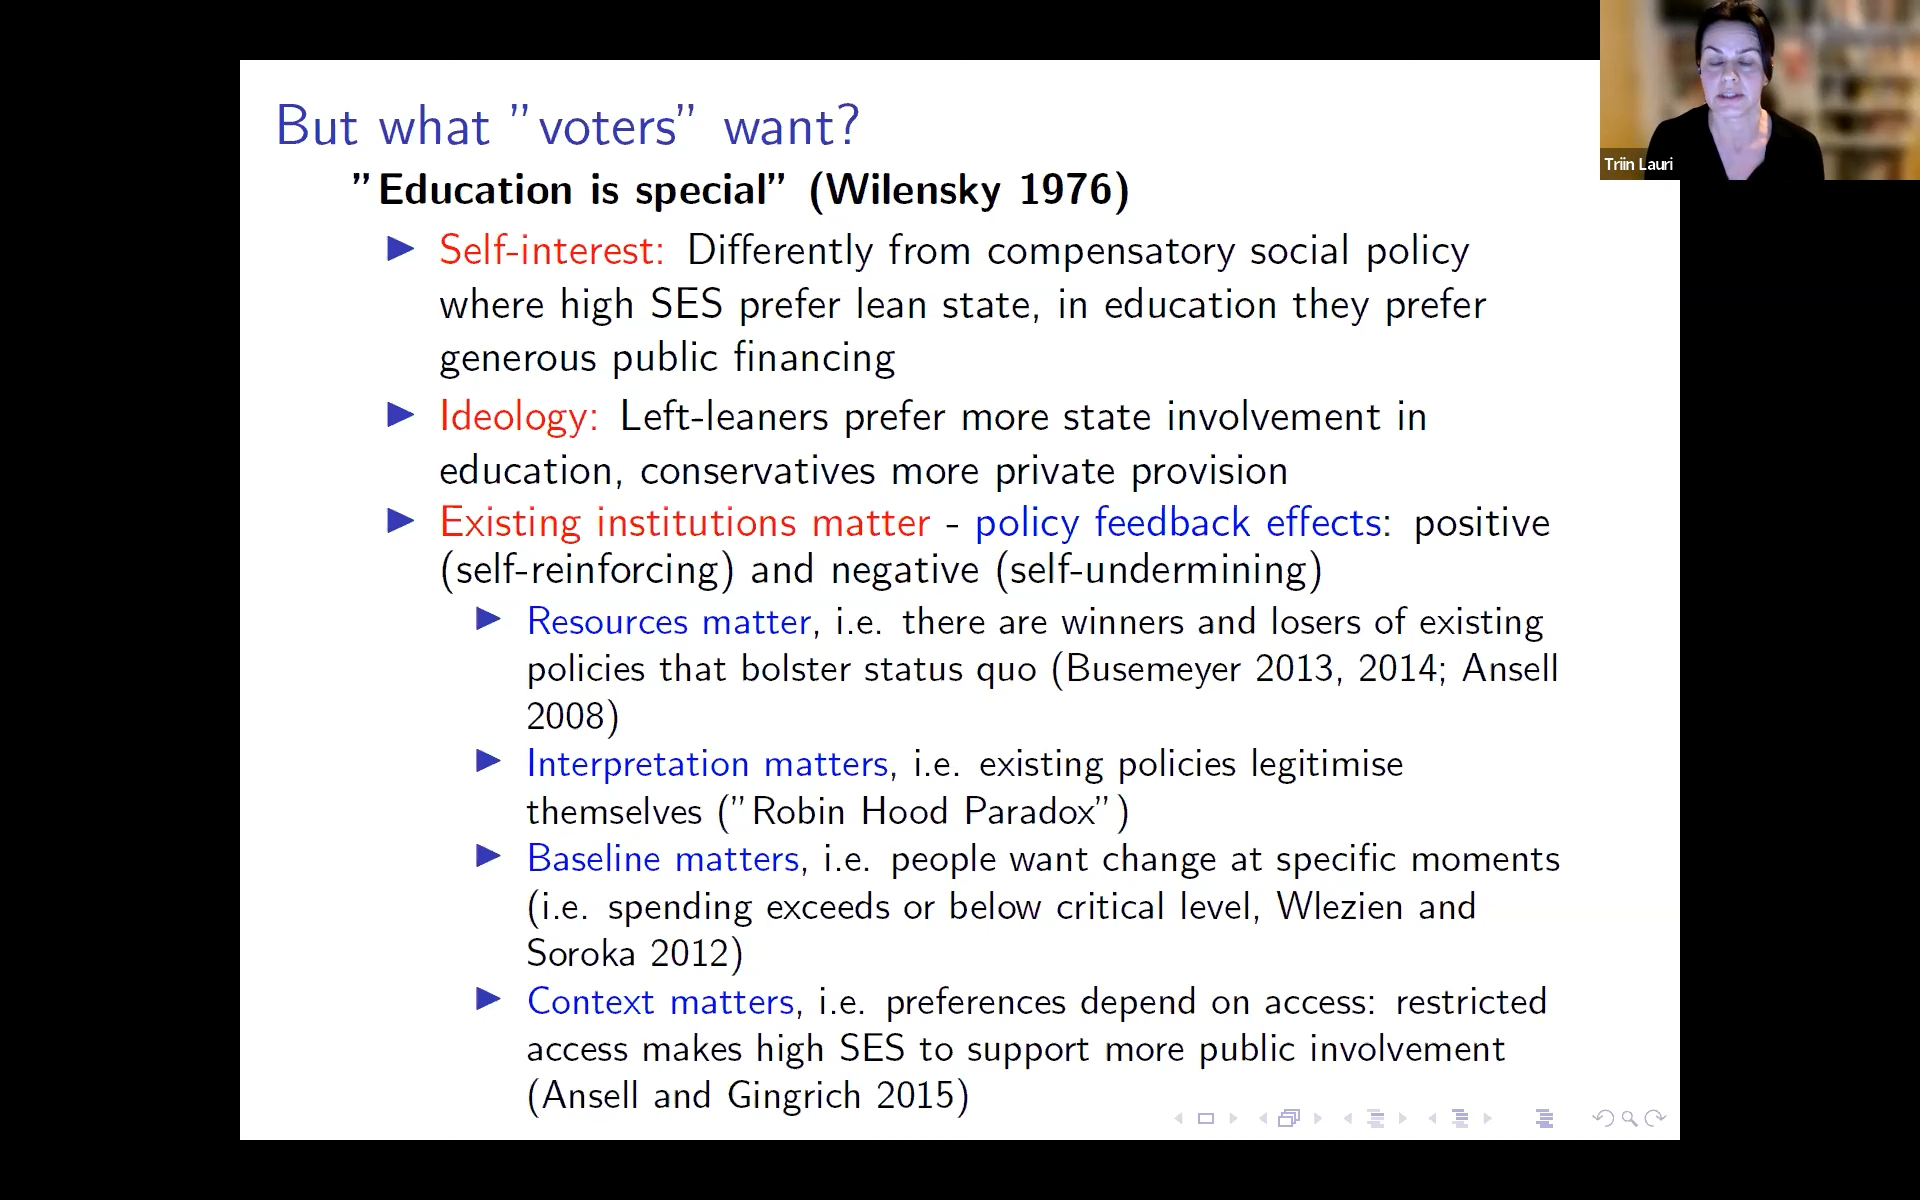 But what ”voters” want?
”Education is special” (Wilensky 1976)
Self-interest: Differently from compensatory social policy
where high SES prefer lean state, in education they prefer
generous public financing
Ideology: Left-leaners prefer more state involvement in
education, conservatives more private provision
Existing institutions matter - policy feedback effects: positive
(self-reinforcing) and negative (self-undermining)
Resources matter, i.e. there are winners and losers of existing
policies that bolster status quo (Busemeyer 2013, 2014; Ansell
2008)
Interpretation matters, i.e. existing policies legitimise
themselves (”Robin Hood Paradox”)
Baseline matters, i.e. people want change at specific moments
(i.e. spending exceeds or below critical level, Wlezien and
Soroka 2012)
Context matters, i.e. preferences depend on access: restricted
access makes high SES to support more public involvement
(Ansell and Gingrich 2015)
Triin Lauri